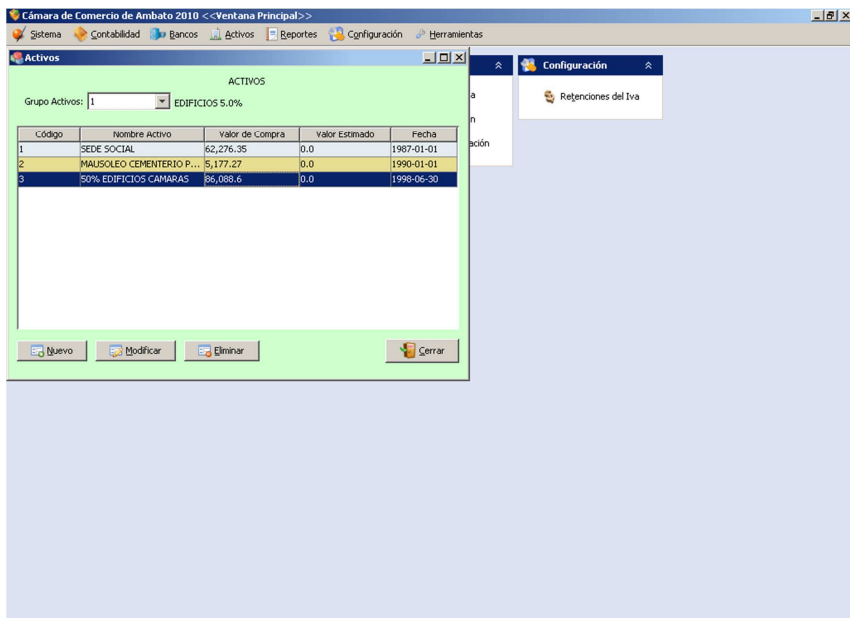 Cámara de Comercio de Ambato 2010 <<Ventana Principal>>
Sistema Contabilidad Bancos Activos Reportes Configuración Herramientas
Activos
ACTIVOS
Grupo Activos: 1 EDIFICIOS 5.0%
Código Nombre Activo Valor de Compra Valor Estimado Fecha
1 SEDE SOCIAL 62,276.35 0.0 1987-01-01
2 MAUSOLEO CEMENTERIO P... 5,177.27 0.0 1990-01-01
3 50% EDIFICIOS CAMARAS 86,088.6 0.0 1998-06-30
Nuevo Modificar Eliminar Cerrar
a
n
ación
Configuración
Retenciones del Iva